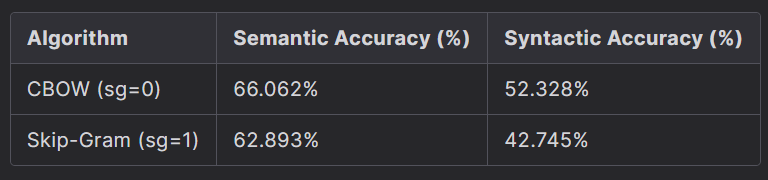 Algorithm Semantic Accuracy (%) Syntactic Accuracy (%)
CBOW (sg=0) 66.062% 52.328%
Skip-Gram (sg=1) 62.893% 42.745%